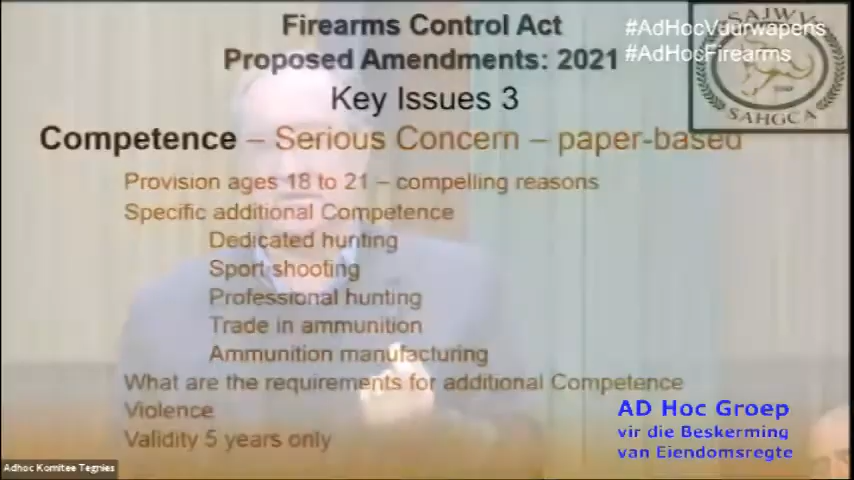 Firearms Control Act
#AdHocVuurwapens
Proposed Amendments: 2021
#AdHocFirearms
SAJWV
Key Issues 3
SAHGCA
Competence – Serious Concern – paper-based
Provision ages 18 to 21 – compelling reasons
Specific additional Competence
Dedicated hunting
Sport shooting
Professional hunting
Trade in ammunition
Ammunition manufacturing
What are the requirements for additional Competence
Violence
Validity 5 years only
AD Hoc Groep
vir die Beskerming
van Eiendomsregte
Adhoc Komitee Tegnies